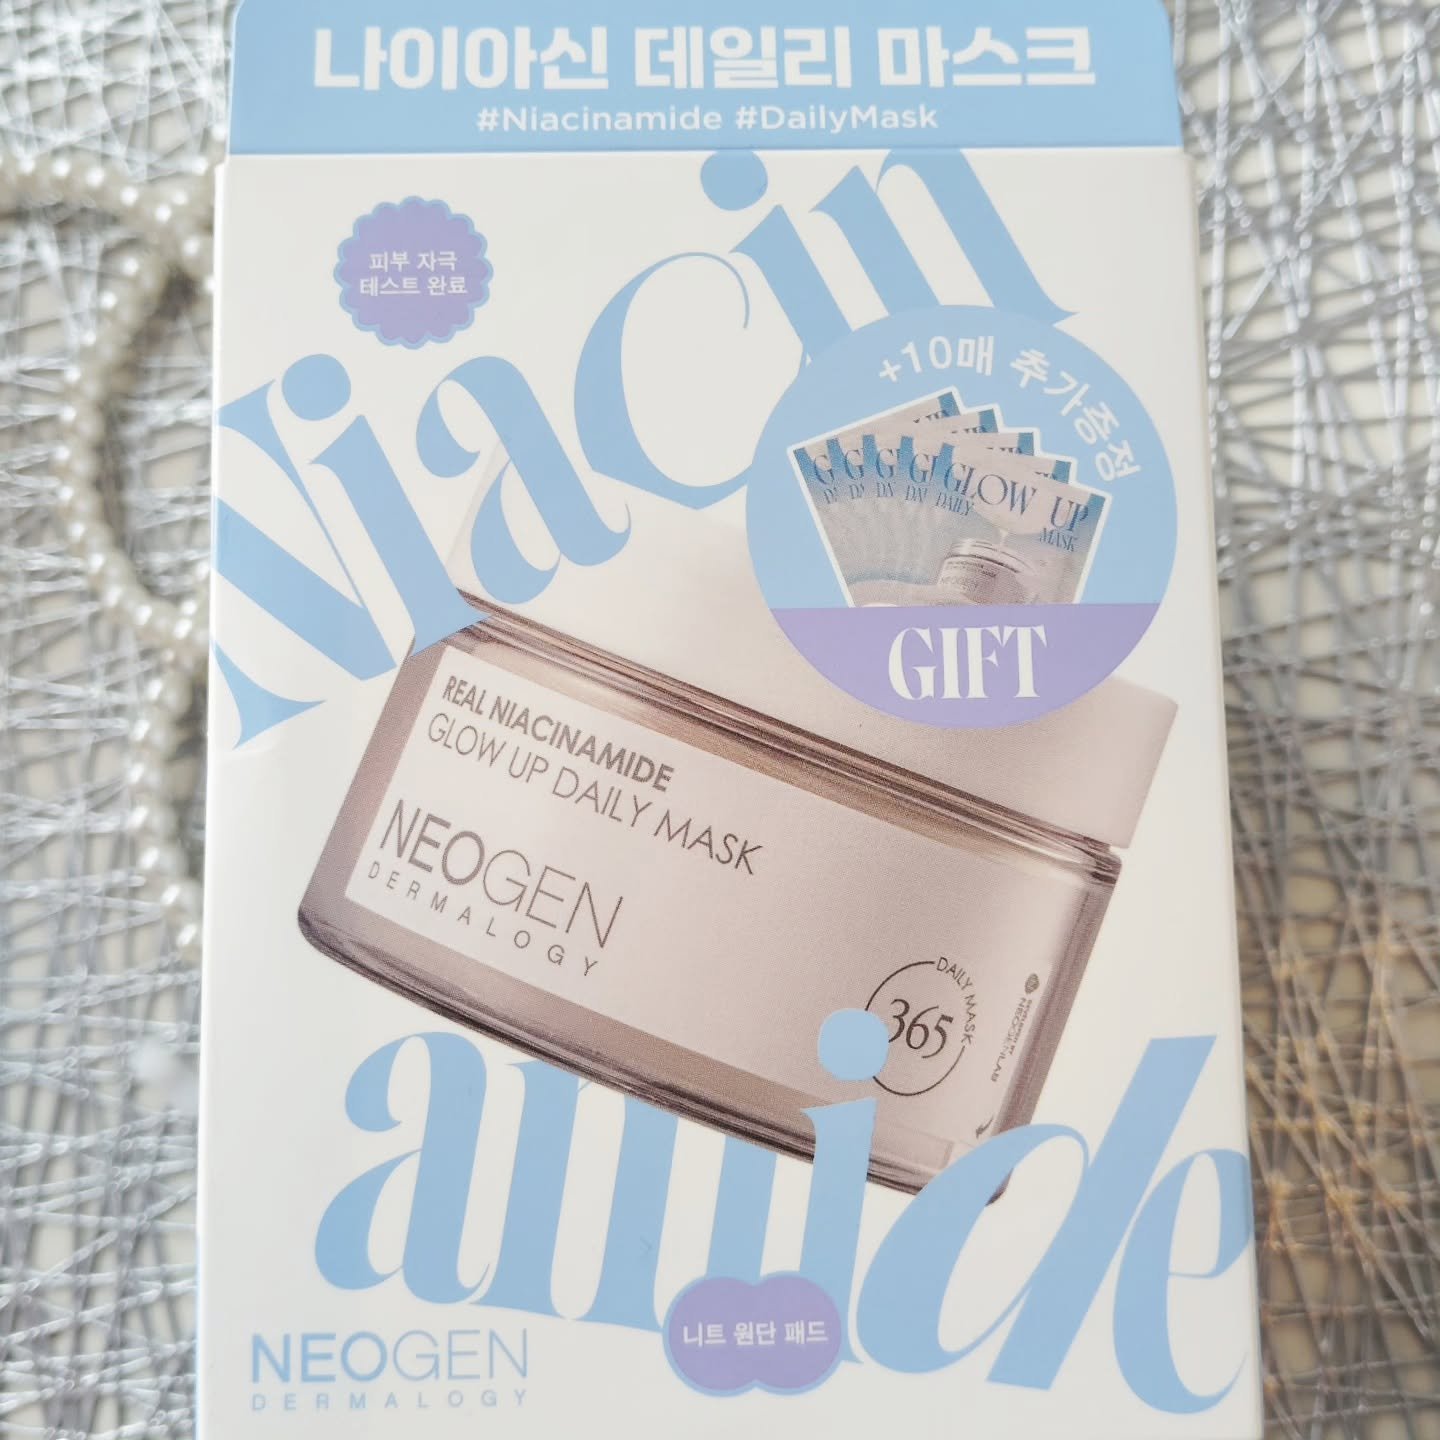 나이아신 데일리 마스크
#Niacinamide #DailyMask
Niacin
피부 자극
테스트 완료
+10매 추가증정
GLOW UP
DAILY
MASK
GIFT
REAL NIACINAMIDE
GLOW UP DAILY MASK
NEOGEN
DERMALOGY
DAILY MASK
365
amide
니트 원단 패드
NEOGEN
DERMALOGY